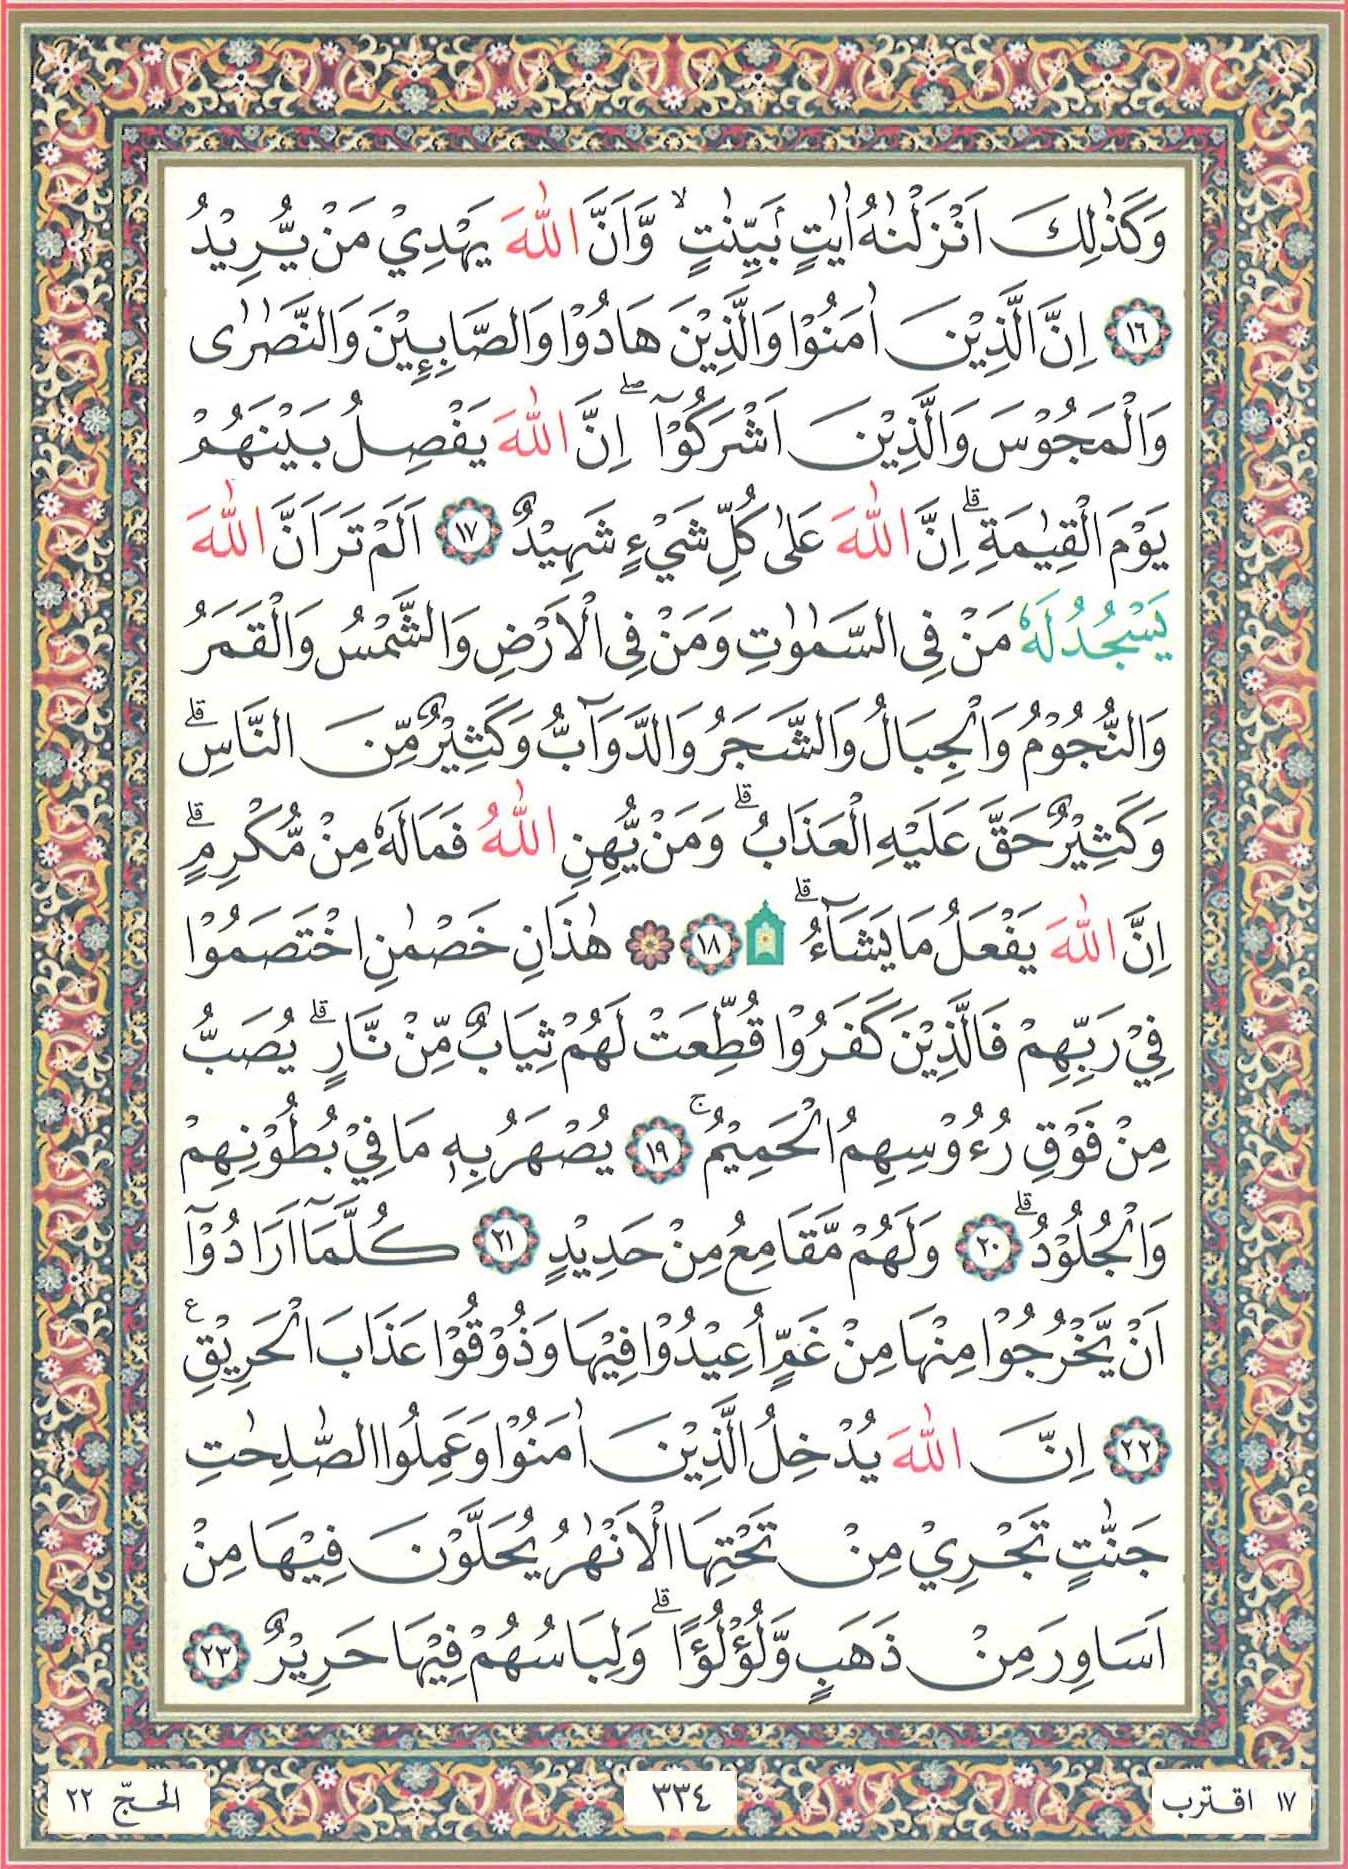 وَكَذٰلِكَ اَنْزَلْنٰهُ اٰيٰتٍۭ بَيِّنٰتٍ ۙ وَّاَنَّ اللّٰهَ يَهْدِيْ مَنْ يُّرِيْدُ
١٦ اِنَّ الَّذِيْنَ اٰمَنُوْا وَالَّذِيْنَ هَادُوْا وَالصَّابِـِٕيْنَ وَالنَّصٰرٰى
وَالْمَجُوْسَ وَالَّذِيْنَ اَشْرَكُوْٓا ۖ اِنَّ اللّٰهَ يَفْصِلُ بَيْنَهُمْ
يَوْمَ الْقِيٰمَةِ ۗ اِنَّ اللّٰهَ عَلٰى كُلِّ شَيْءٍ شَهِيْدٌ ١٧ اَلَمْ تَرَ اَنَّ اللّٰهَ
يَسْجُدُ لَهٗ مَنْ فِى السَّمٰوٰتِ وَمَنْ فِى الْاَرْضِ وَالشَّمْسُ وَالْقَمَرُ
وَالنُّجُوْمُ وَالْجِبَالُ وَالشَّجَرُ وَالدَّوَاۤبُّ وَكَثِيْرٌ مِّنَ النَّاسِ ۗ
وَكَثِيْرٌ حَقَّ عَلَيْهِ الْعَذَابُ ۗ وَمَنْ يُّهِنِ اللّٰهُ فَمَا لَهٗ مِنْ مُّكْرِمٍ ۗ
اِنَّ اللّٰهَ يَفْعَلُ مَا يَشَاۤءُ ۗ ١٨ هٰذَانِ خَصْمٰنِ اخْتَصَمُوْا
فِيْ رَبِّهِمْ فَالَّذِيْنَ كَفَرُوْا قُطِّعَتْ لَهُمْ ثِيَابٌ مِّنْ نَّارٍ ۗ يُصَبُّ
مِنْ فَوْقِ رُءُوْسِهِمُ الْحَمِيْمُ ۚ ١٩ يُصْهَرُ بِهٖ مَا فِيْ بُطُوْنِهِمْ
وَالْجُلُوْدُ ۗ ٢٠ وَلَهُمْ مَّقَامِعُ مِنْ حَدِيْدٍ ٢١ كُلَّمَآ اَرَادُوْٓا
اَنْ يَّخْرُجُوْا مِنْهَا مِنْ غَمٍّ اُعِيْدُوْا فِيْهَا وَذُوْقُوْا عَذَابَ الْحَرِيْقِ ࣖ
٢٢ اِنَّ اللّٰهَ يُدْخِلُ الَّذِيْنَ اٰمَنُوْا وَعَمِلُوا الصّٰلِحٰتِ
جَنّٰتٍ تَجْرِيْ مِنْ تَحْتِهَا الْاَنْهٰرُ يُحَلَّوْنَ فِيْهَا مِنْ
اَسَاوِرَ مِنْ ذَهَبٍ وَّلُؤْلُؤًا ۗ وَلِبَاسُهُمْ فِيْهَا حَرِيْرٌ ٢٣
١٧ اقترب ٣٣٤ الحجّ ٢٢